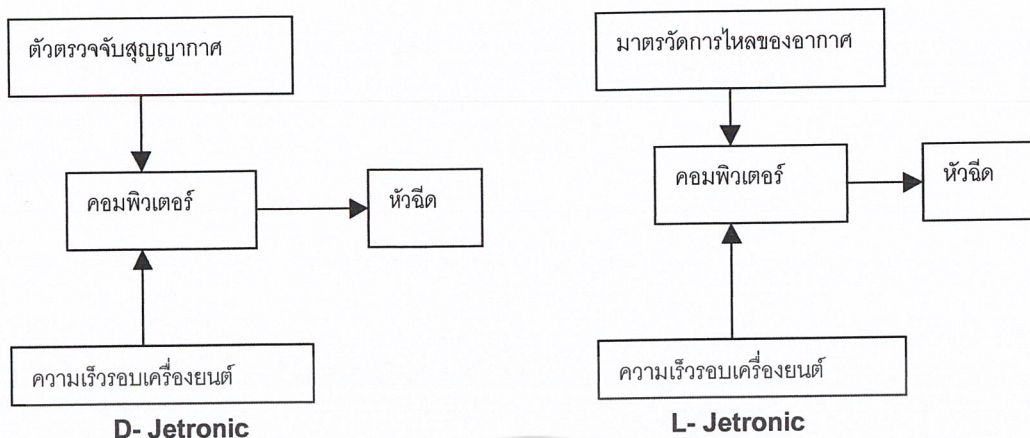 ตัวตรวจจับสุญญากาศ
คอมพิวเตอร์
หัวฉีด
ความเร็วรอบเครื่องยนต์
D- Jetronic
มาตรวัดการไหลของอากาศ
คอมพิวเตอร์
หัวฉีด
ความเร็วรอบเครื่องยนต์
L- Jetronic